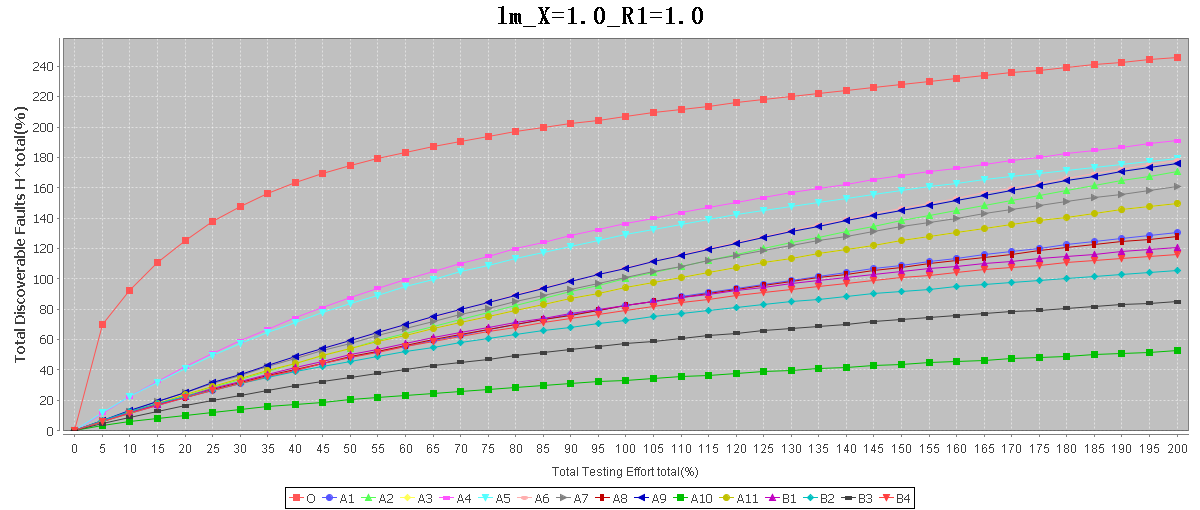 lm_X=1.0_R1=1.0
Total Discoverable Faults H^total(%)
240
220
200
180
160
140
120
100
80
60
40
20
0
0 5 10 15 20 25 30 35 40 45 50 55 60 65 70 75 80 85 90 95 100 105 110 115 120 125 130 135 140 145 150 155 160 165 170 175 180 185 190 195 200
Total Testing Effort total(%)
O A1 A2 A3 A4 A5 A6 A7 A8 A9 A10 A11 B1 B2 B3 B4